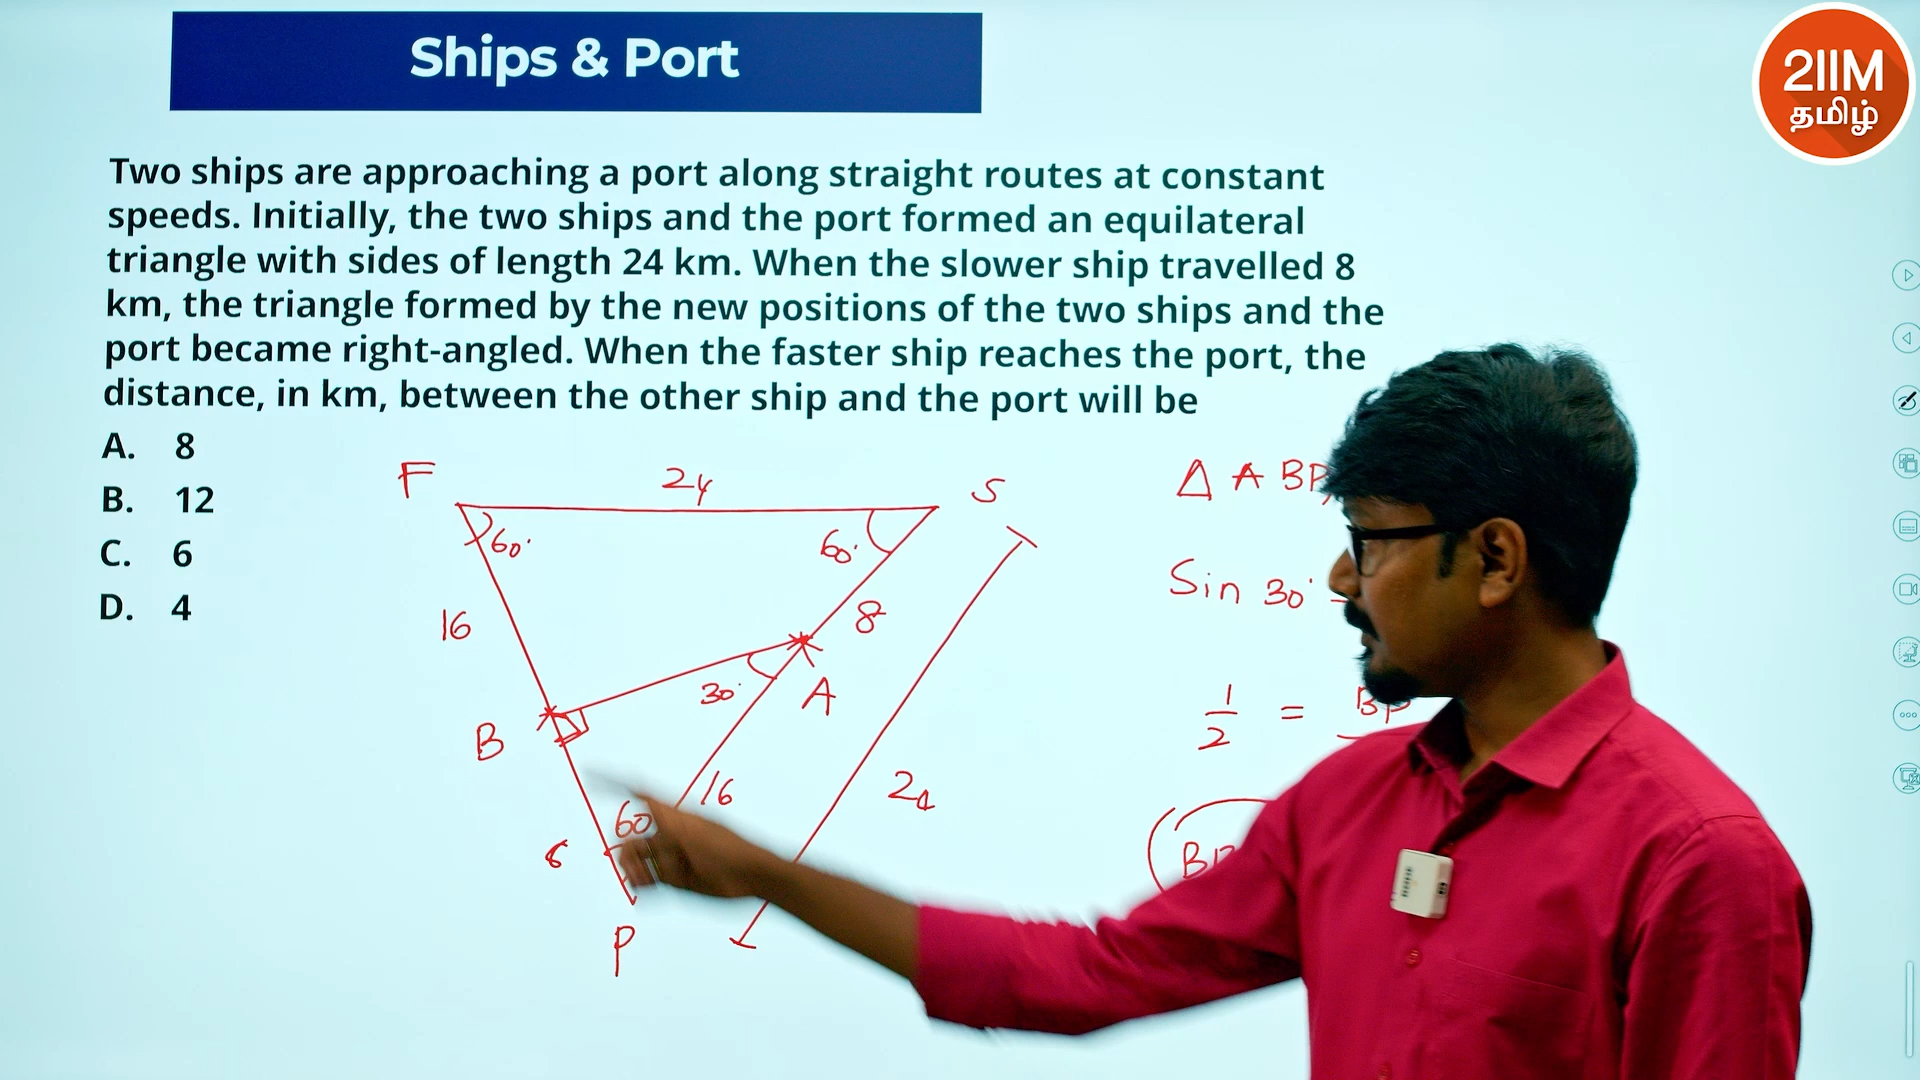 Ships & Port
2IIM
தமிழ்
Two ships are approaching a port along straight routes at constant
speeds. Initially, the two ships and the port formed an equilateral
triangle with sides of length 24 km. When the slower ship travelled 8
km, the triangle formed by the new positions of the two ships and the
port became right-angled. When the faster ship reaches the port, the
distance, in km, between the other ship and the port will be
A. 8
B. 12
C. 6
D. 4
F
24
S
60°
60°
16
8
30°
A
B
16
24
60
P
Δ ABP,
Sin 30°
1/2 = BP